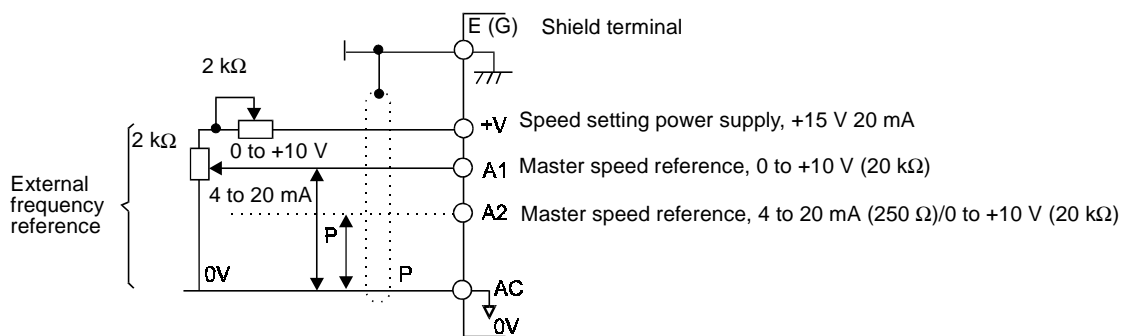 E (G) Shield terminal
2 kΩ
+V Speed setting power supply, +15 V 20 mA
2 kΩ
0 to +10 V
A1 Master speed reference, 0 to +10 V (20 kΩ)
4 to 20 mA
External
frequency
reference
A2 Master speed reference, 4 to 20 mA (250 Ω)/0 to +10 V (20 kΩ)
P
0V
P
AC
0V